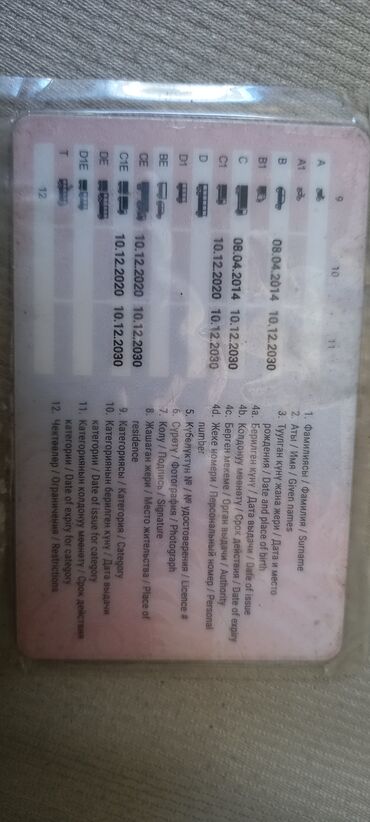 9 10 11
A
A1
B 08.04.2014 10.12.2030
B1
C 08.04.2014 10.12.2030
C1 10.12.2020 10.12.2030
D
D1
BE
CE 10.12.2020 10.12.2030
C1E 10.12.2020 10.12.2030
DE
D1E
T
12
1. Фамилиясы / Фамилия / Surname
2. Аты / Имя / Given names
3. Туулган күнү жана жери / Дата и место
рождения / Date and place of birth
4a. Берилген күнү / Дата выдачи / Date of issue
4b. Колдонуу мөөнөтү / Срок действия / Date of expiry
4c. Берген мекеме / Орган выдачи / Authority
4d. Жеке номери / Персональный номер / Personal
number
5. Күбөлүктүн № / № удостоверения / Licence #
6. Сүрөтү / Фотография / Photograph
7. Колу / Подпись / Signature
8. Жашаган жери / Место жительства / Place of
residence
9. Категориясы / Категория / Category
10. Категориянын берилген күнү / Дата выдачи
категории / Date of issue for category
11. Категориянын колдонуу мөөнөтү / Срок действия
категории / Date of expiry for category
12. Чектөөлөр / Ограничения / Restrictions